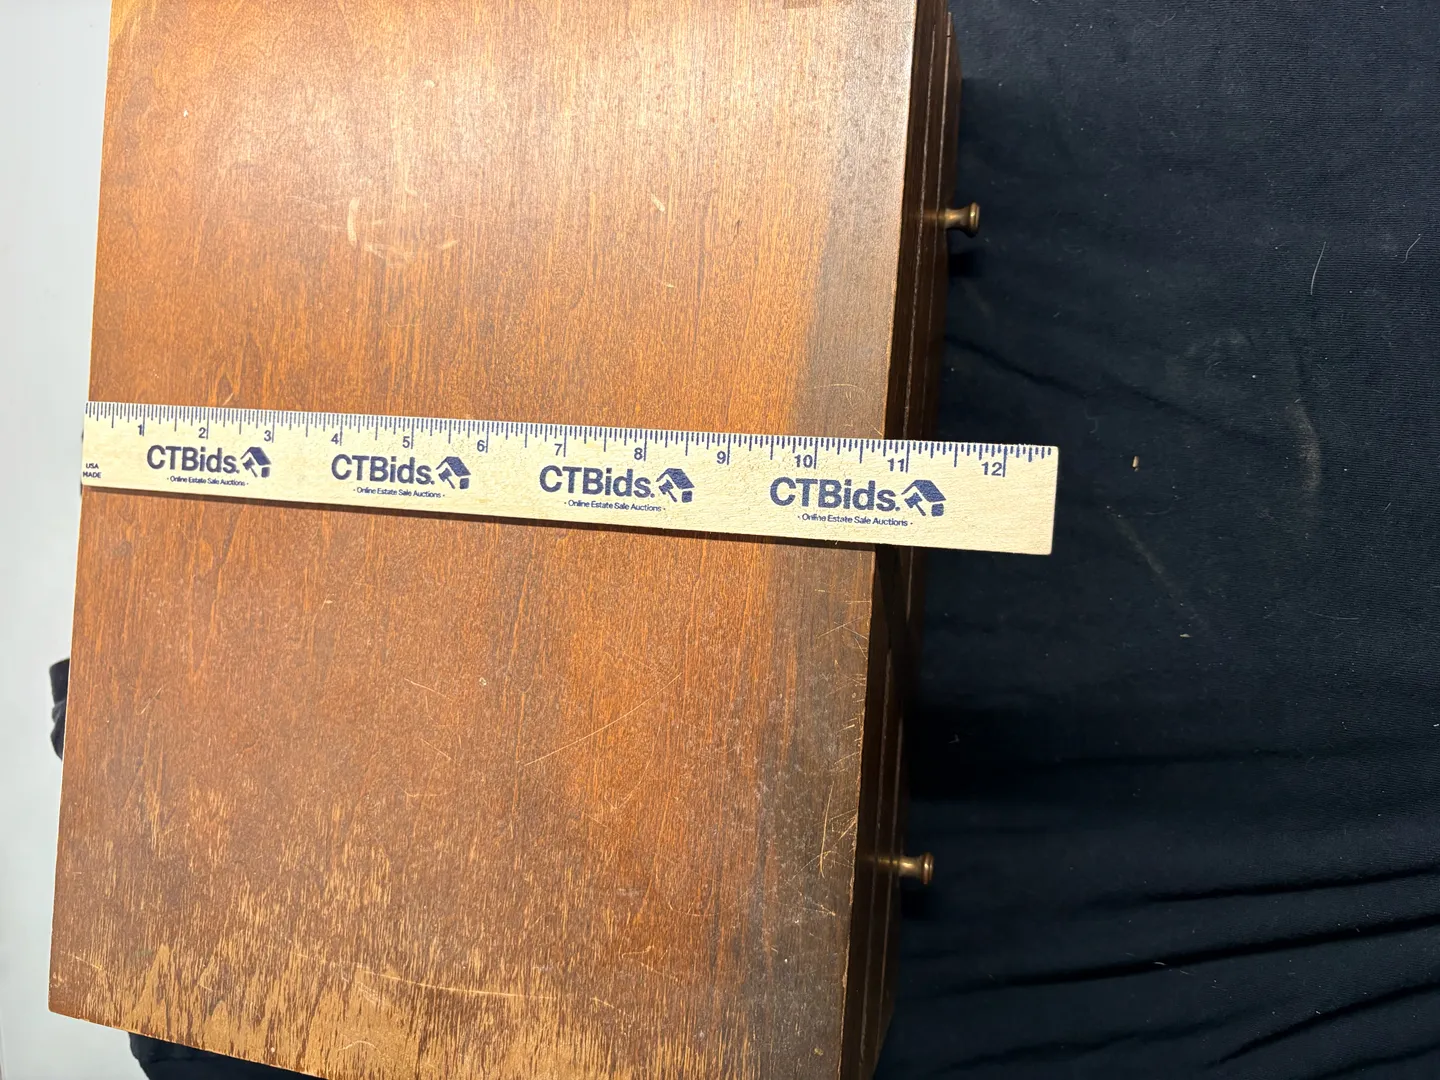 1 2 3 4 5 6 7 8 9 10 11 12
USA
MADE
CTBids.
- Online Estate Sale Auctions -
CTBids.
- Online Estate Sale Auctions -
CTBids.
- Online Estate Sale Auctions -
CTBids.
- Online Estate Sale Auctions -